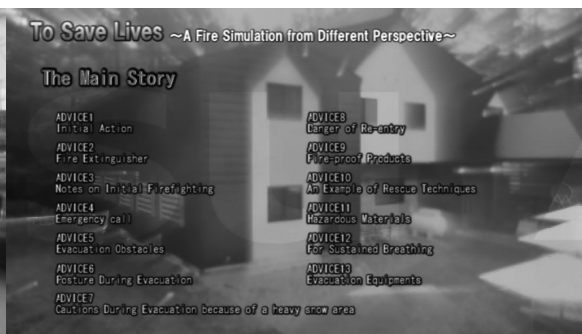 To Save Lives ～A Fire Simulation from Different Perspective～
The Main Story
ADVICE1
Initial Action
ADVICE2
Fire Extinguisher
ADVICE3
Notes on Initial Firefighting
ADVICE4
Emergency call
ADVICE5
Evacuation Obstacles
ADVICE6
Posture During Evacuation
ADVICE7
Cautions During Evacuation because of a heavy snow area
ADVICE8
Danger of Re-entry
ADVICE9
Fire-proof Products
ADVICE10
An Example of Rescue Techniques
ADVICE11
Hazardous Materials
ADVICE12
For Sustained Breathing
ADVICE13
Evacuation Equipments